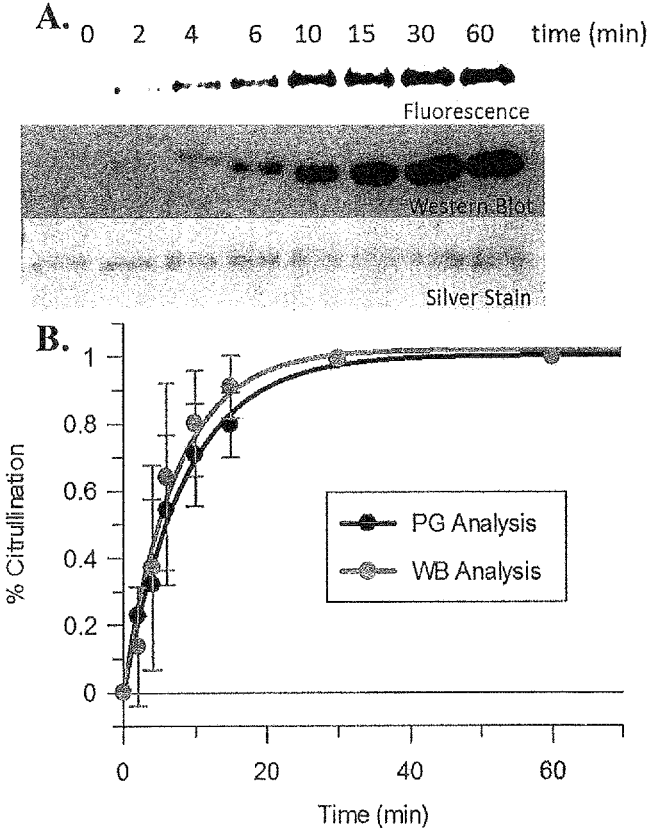 A. 0 2 4 6 10 15 30 60 time (min)
Fluorescence
Western Blot
Silver Stain
B.
1
0.8
0.6
0.4
0.2
0
% Citrullination
PG Analysis
WB Analysis
0 20 40 60
Time (min)